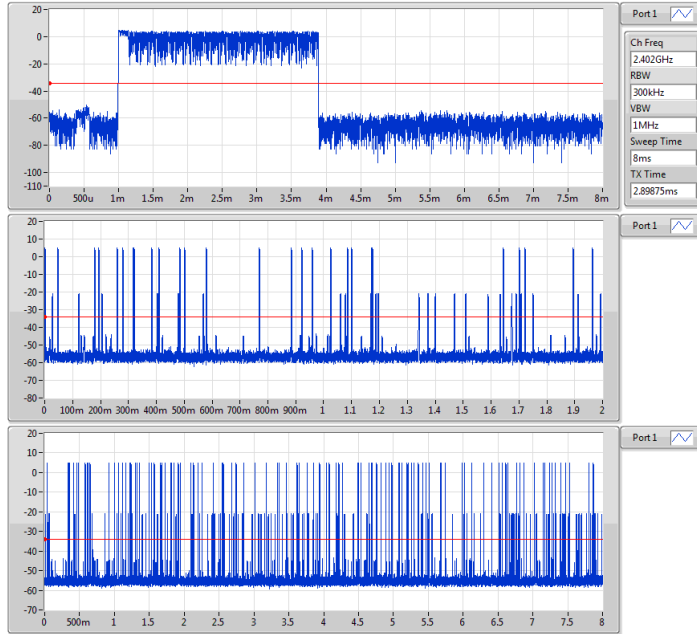 20
0
-20
-40
-60
-80
-100
-110
0 500u 1m 1.5m 2m 2.5m 3m 3.5m 4m 4.5m 5m 5.5m 6m 6.5m 7m 7.5m 8m
Port 1
Ch Freq
2.402GHz
RBW
300kHz
VBW
1MHz
Sweep Time
8ms
TX Time
2.89875ms
20
10
0
-10
-20
-30
-40
-50
-60
-70
-80
0 100m 200m 300m 400m 500m 600m 700m 800m 900m 1 1.1 1.2 1.3 1.4 1.5 1.6 1.7 1.8 1.9 2
Port 1
20
10
0
-10
-20
-30
-40
-50
-60
-70
0 500m 1 1.5 2 2.5 3 3.5 4 4.5 5 5.5 6 6.5 7 7.5 8
Port 1